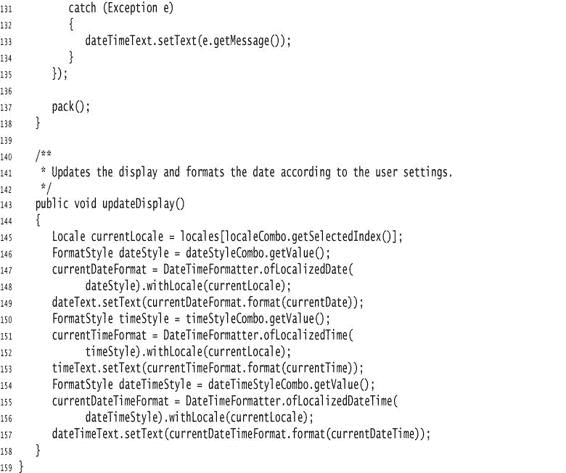 131 catch (Exception e)
132 {
133 dateTimeText.setText(e.getMessage());
134 }
135 });
136
137 pack();
138 }
139
140 /**
141 * Updates the display and formats the date according to the user settings.
142 */
143 public void updateDisplay()
144 {
145 Locale currentLocale = locales[localeCombo.getSelectedIndex()];
146 FormatStyle dateStyle = dateStyleCombo.getValue();
147 currentDateFormat = DateTimeFormatter.ofLocalizedDate(
148 dateStyle).withLocale(currentLocale);
149 dateText.setText(currentDateFormat.format(currentDate));
150 FormatStyle timeStyle = timeStyleCombo.getValue();
151 currentTimeFormat = DateTimeFormatter.ofLocalizedTime(
152 timeStyle).withLocale(currentLocale);
153 timeText.setText(currentTimeFormat.format(currentTime));
154 FormatStyle dateTimeStyle = dateTimeStyleCombo.getValue();
155 currentDateTimeFormat = DateTimeFormatter.ofLocalizedDateTime(
156 dateTimeStyle).withLocale(currentLocale);
157 dateTimeText.setText(currentDateTimeFormat.format(currentDateTime));
158 }
159 }